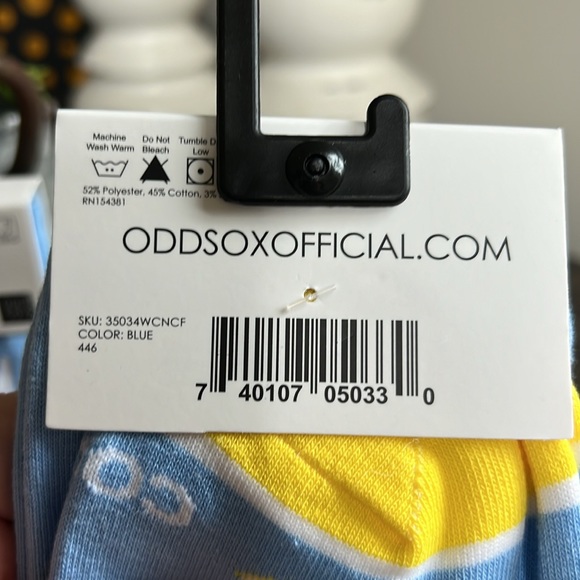 Machine Do Not Tumble D
Wash Warm Bleach Low
52% Polyester, 45% Cotton, 3%
RN154381
ODDSOXOFFICIAL.COM
SKU: 35034WCNCF
COLOR: BLUE
446
7 40107 05033 0